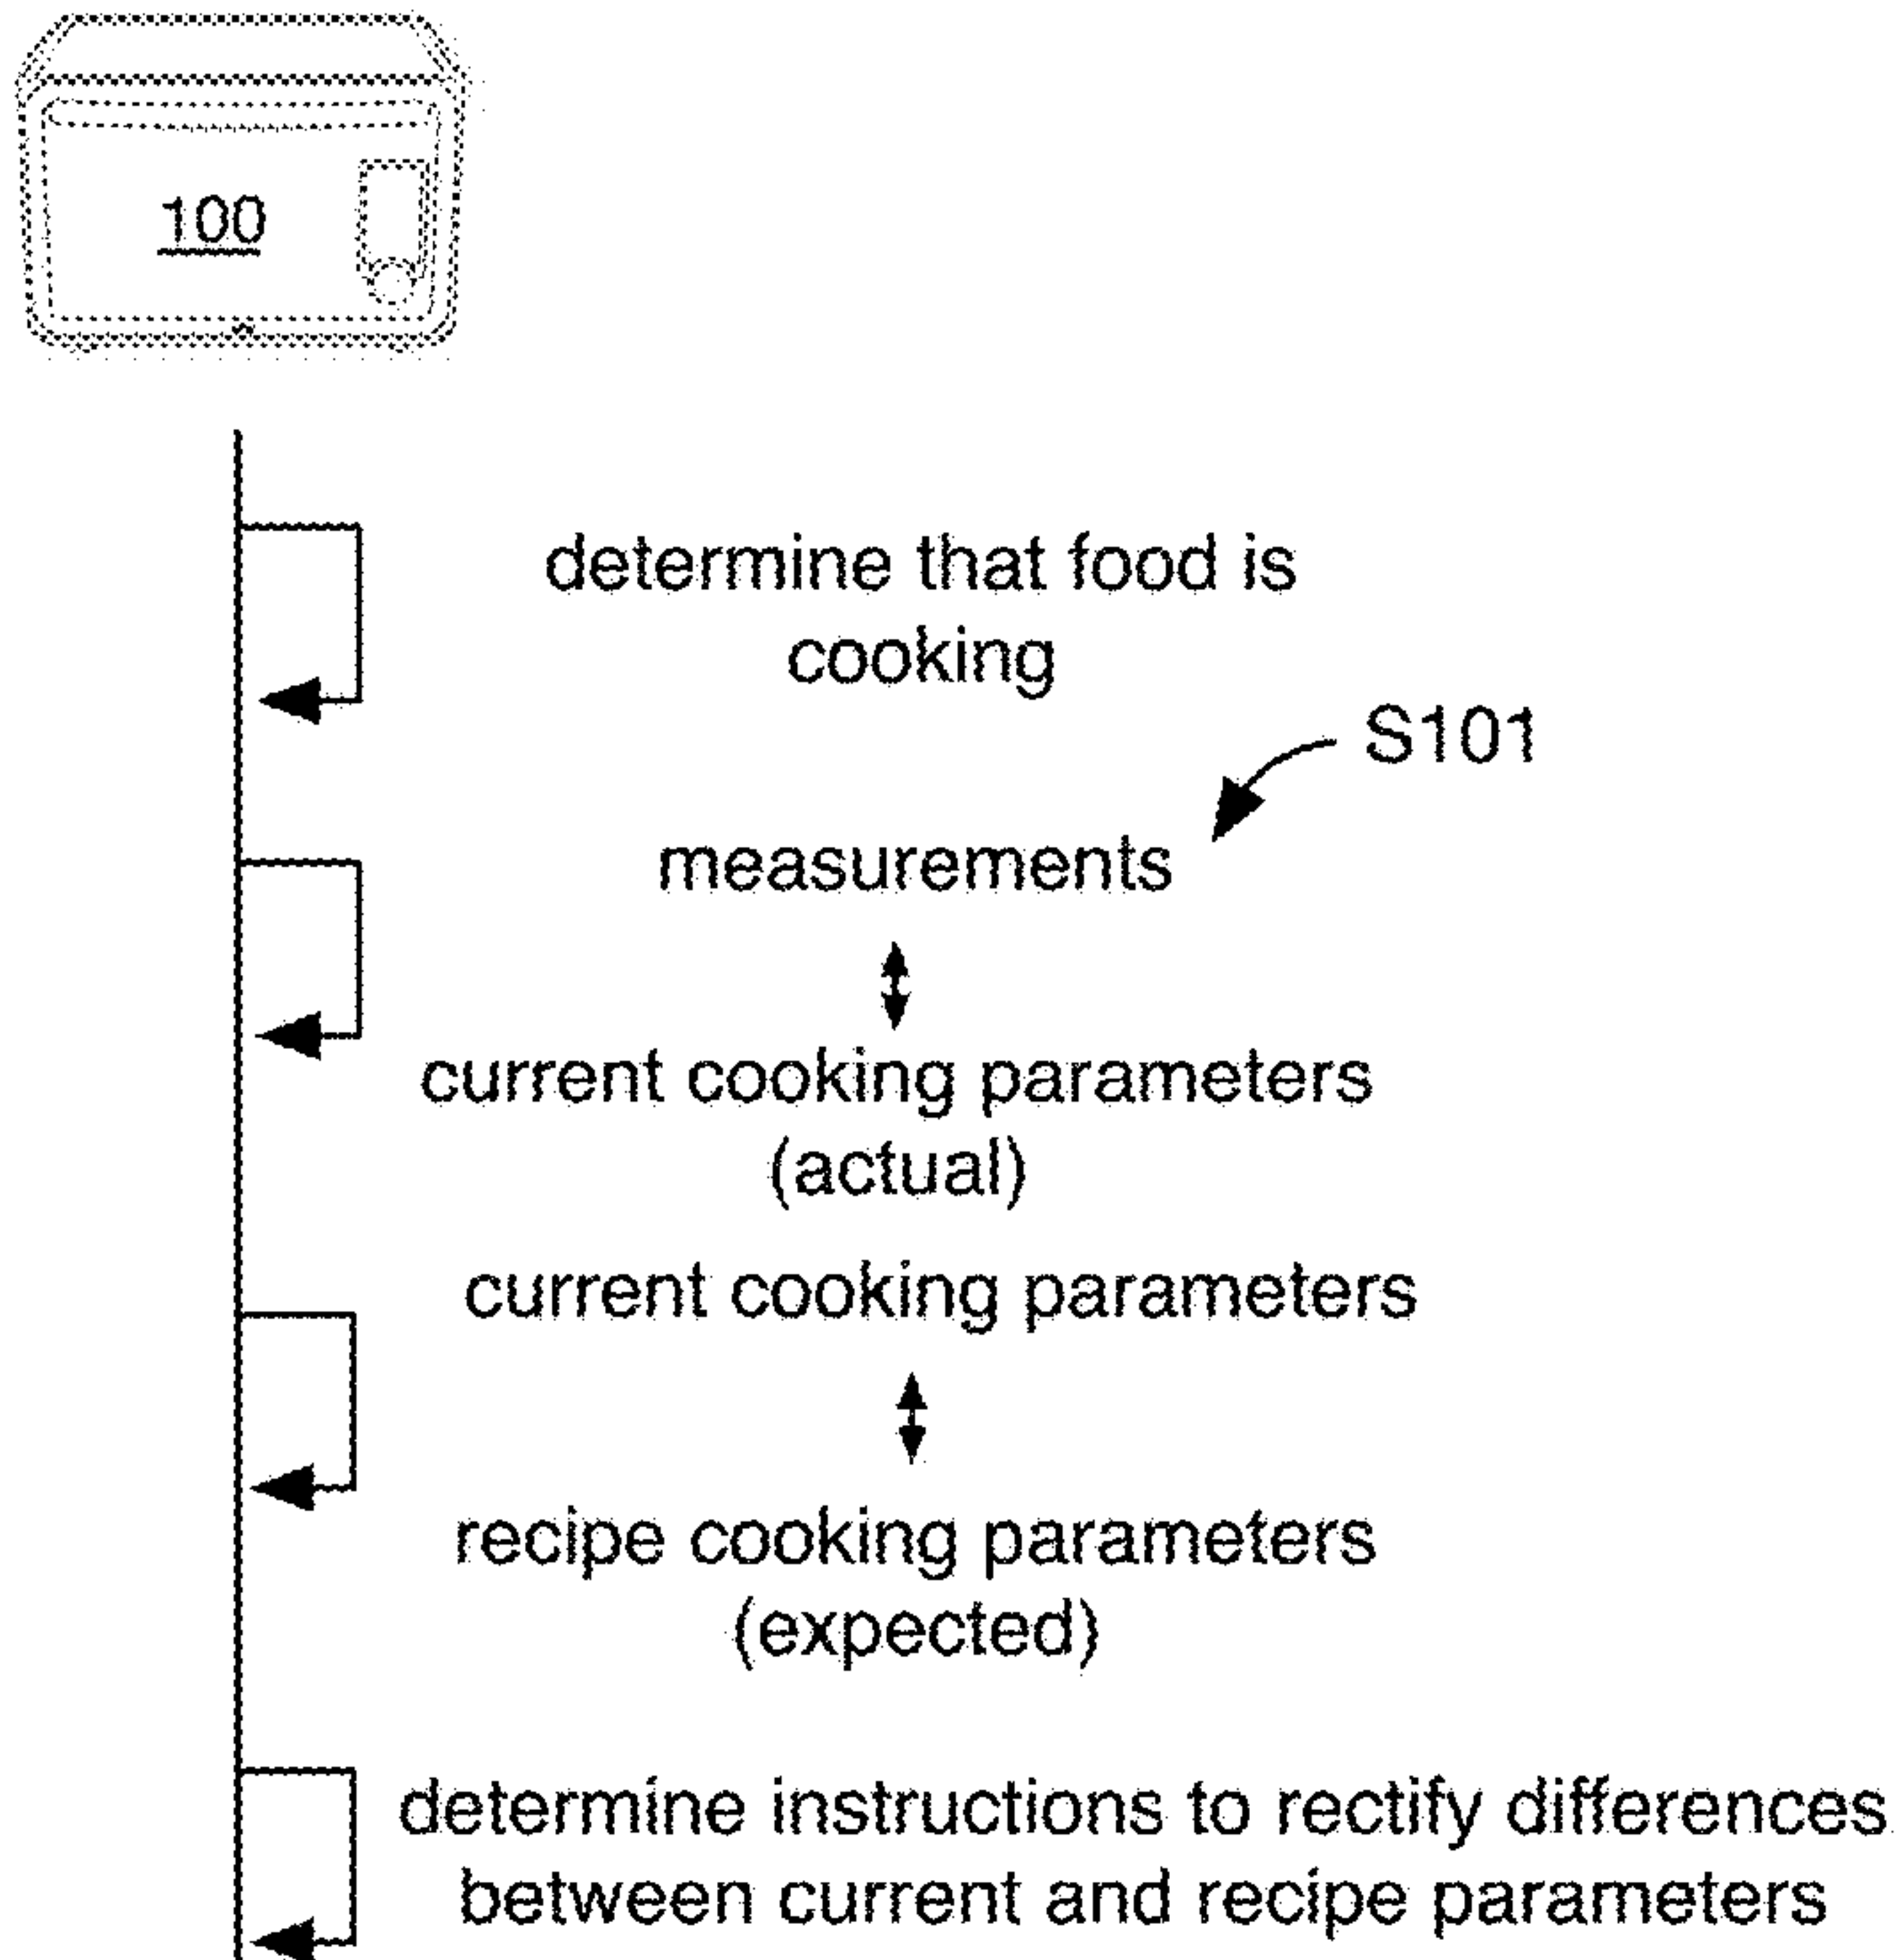 100
determine that food is
cooking
S101
measurements
current cooking parameters
(actual)
current cooking parameters
recipe cooking parameters
(expected)
determine instructions to rectify differences
between current and recipe parameters